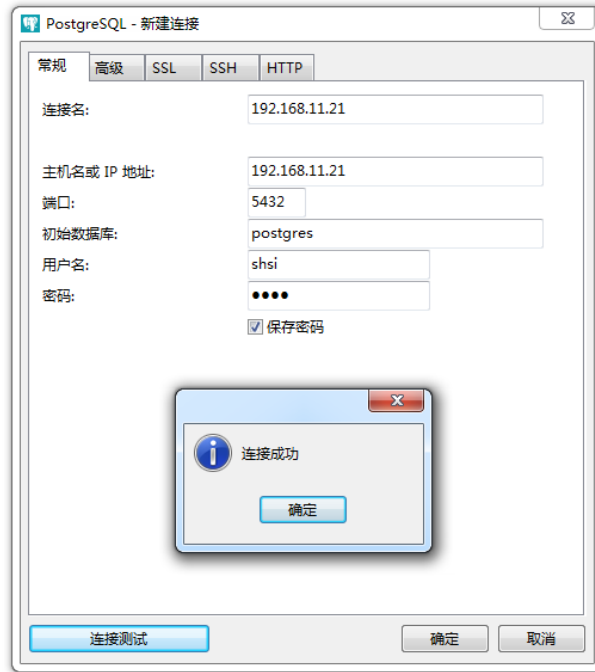 PostgreSQL - 新建连接
常规 高级 SSL SSH HTTP
连接名: 192.168.11.21
主机名或 IP 地址: 192.168.11.21
端口: 5432
初始数据库: postgres
用户名: shsi
密码: ●●●●
保存密码
连接成功
确定
连接测试 确定 取消